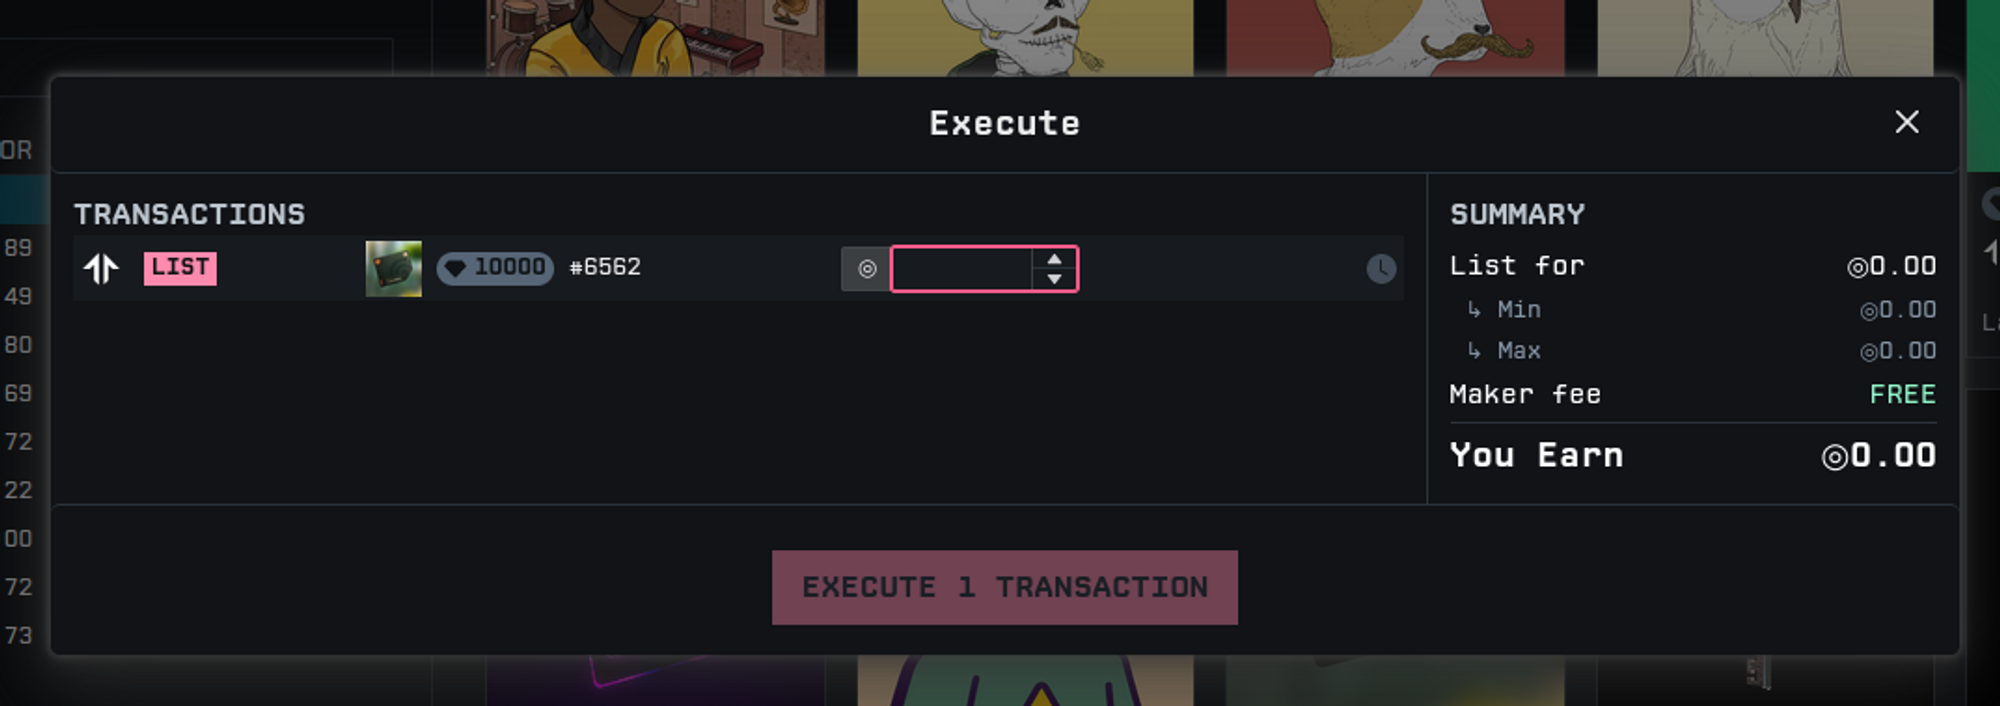 Execute
TRANSACTIONS
LIST 10000 #6562 ◎
SUMMARY
List for ◎0.00
↳ Min ◎0.00
↳ Max ◎0.00
Maker fee FREE
You Earn ◎0.00
EXECUTE 1 TRANSACTION
OR
89
49
80
69
72
22
00
72
73